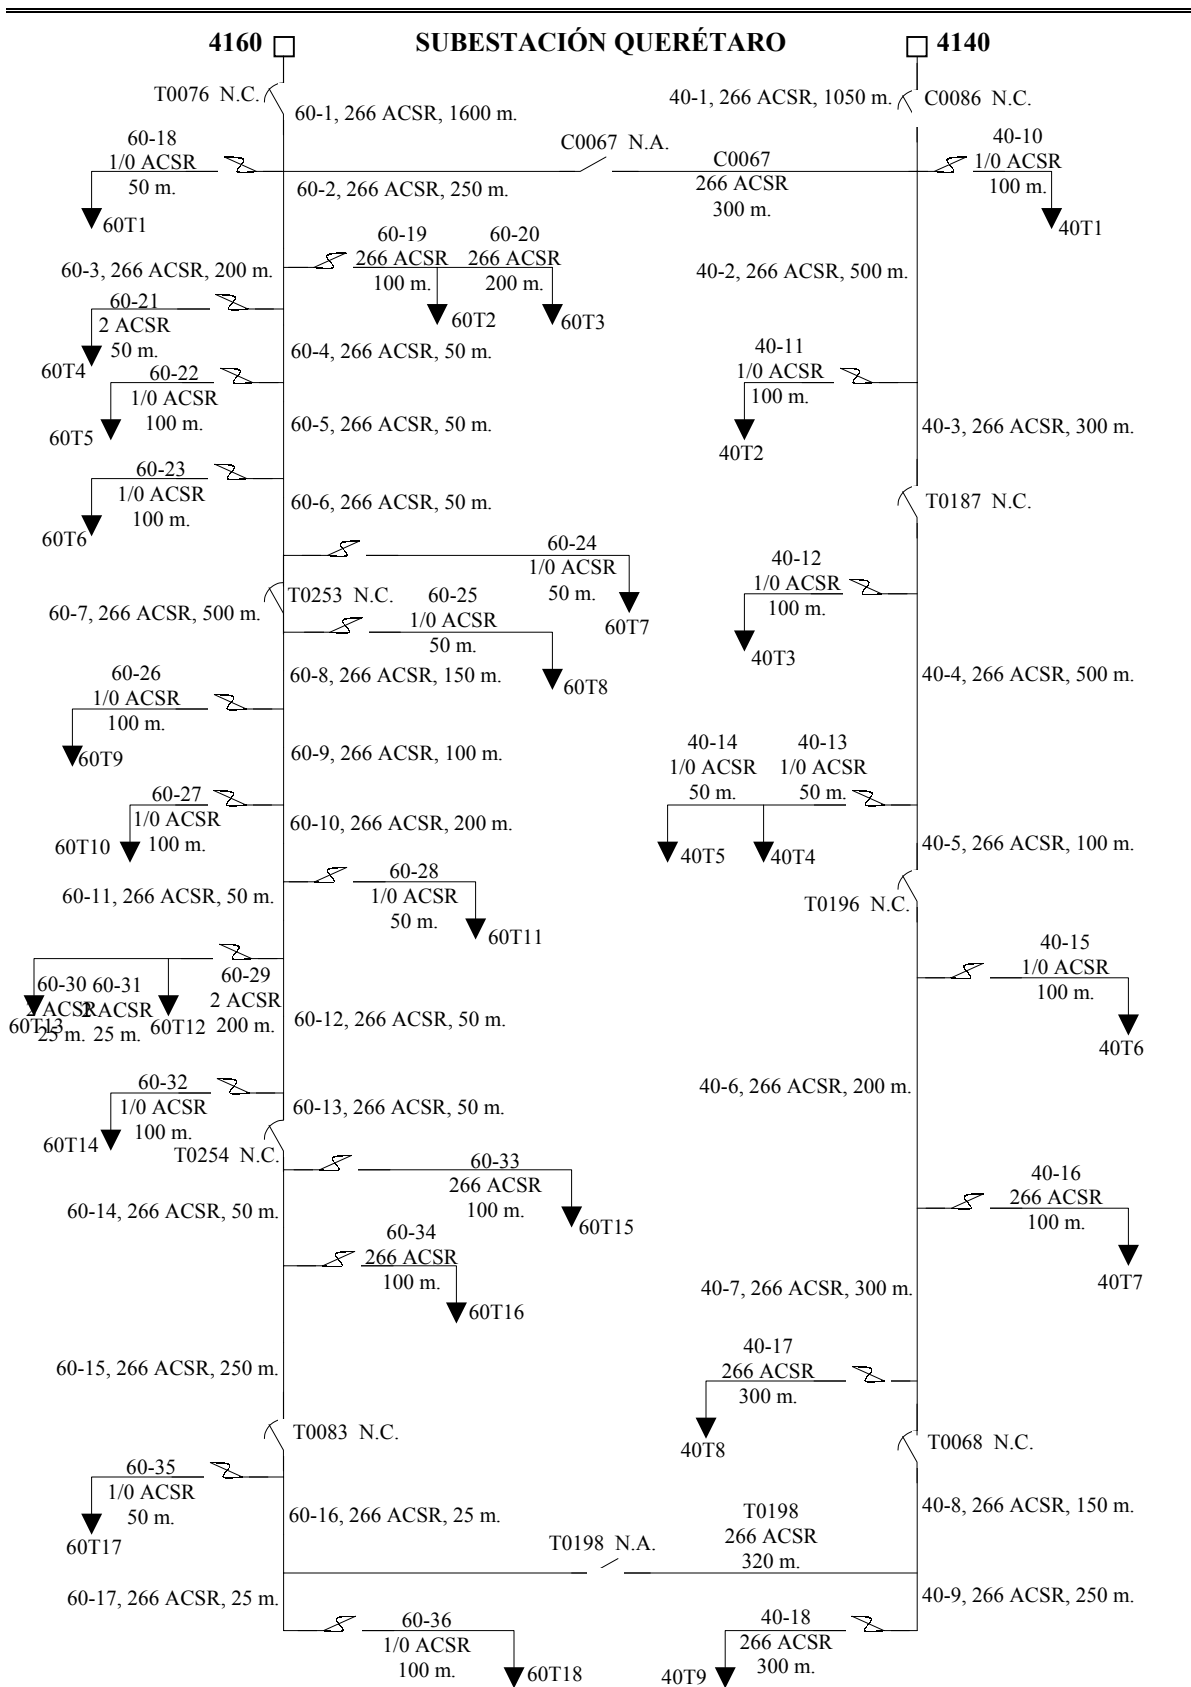 4160
SUBESTACIÓN QUERÉTARO
4140
T0076 N.C.
60-1, 266 ACSR, 1600 m.
40-1, 266 ACSR, 1050 m.
C0086 N.C.
60-18
1/0 ACSR
50 m.
60T1
C0067 N.A.
60-2, 266 ACSR, 250 m.
C0067
266 ACSR
300 m.
40-10
1/0 ACSR
100 m.
40T1
60-3, 266 ACSR, 200 m.
60-19
266 ACSR
100 m.
60T2
60-20
266 ACSR
200 m.
60T3
40-2, 266 ACSR, 500 m.
60-21
2 ACSR
50 m.
60T4
60-4, 266 ACSR, 50 m.
60-22
1/0 ACSR
100 m.
60T5
40-11
1/0 ACSR
100 m.
40T2
60-5, 266 ACSR, 50 m.
40-3, 266 ACSR, 300 m.
60-23
1/0 ACSR
100 m.
60T6
60-6, 266 ACSR, 50 m.
T0187 N.C.
60-24
1/0 ACSR
50 m.
60T7
T0253 N.C.
60-7, 266 ACSR, 500 m.
60-25
1/0 ACSR
50 m.
60T8
40-12
1/0 ACSR
100 m.
40T3
60-8, 266 ACSR, 150 m.
40-4, 266 ACSR, 500 m.
60-26
1/0 ACSR
100 m.
60T9
60-9, 266 ACSR, 100 m.
40-14
1/0 ACSR
50 m.
40T5
40-13
1/0 ACSR
50 m.
40T4
60-27
1/0 ACSR
100 m.
60T10
60-10, 266 ACSR, 200 m.
40-5, 266 ACSR, 100 m.
60-11, 266 ACSR, 50 m.
60-28
1/0 ACSR
50 m.
60T11
T0196 N.C.
60-30
2 ACSR
25 m.
60T13
60-31
2 ACSR
25 m.
60T12
60-29
2 ACSR
200 m.
60-12, 266 ACSR, 50 m.
40-15
1/0 ACSR
100 m.
40T6
60-32
1/0 ACSR
100 m.
60T14
60-13, 266 ACSR, 50 m.
40-6, 266 ACSR, 200 m.
T0254 N.C.
60-33
266 ACSR
100 m.
60T15
60-14, 266 ACSR, 50 m.
40-16
266 ACSR
100 m.
40T7
60-34
266 ACSR
100 m.
60T16
40-7, 266 ACSR, 300 m.
60-15, 266 ACSR, 250 m.
40-17
266 ACSR
300 m.
40T8
T0083 N.C.
T0068 N.C.
60-35
1/0 ACSR
50 m.
60T17
60-16, 266 ACSR, 25 m.
40-8, 266 ACSR, 150 m.
T0198 N.A.
T0198
266 ACSR
320 m.
60-17, 266 ACSR, 25 m.
40-9, 266 ACSR, 250 m.
60-36
1/0 ACSR
100 m.
60T18
40-18
266 ACSR
300 m.
40T9